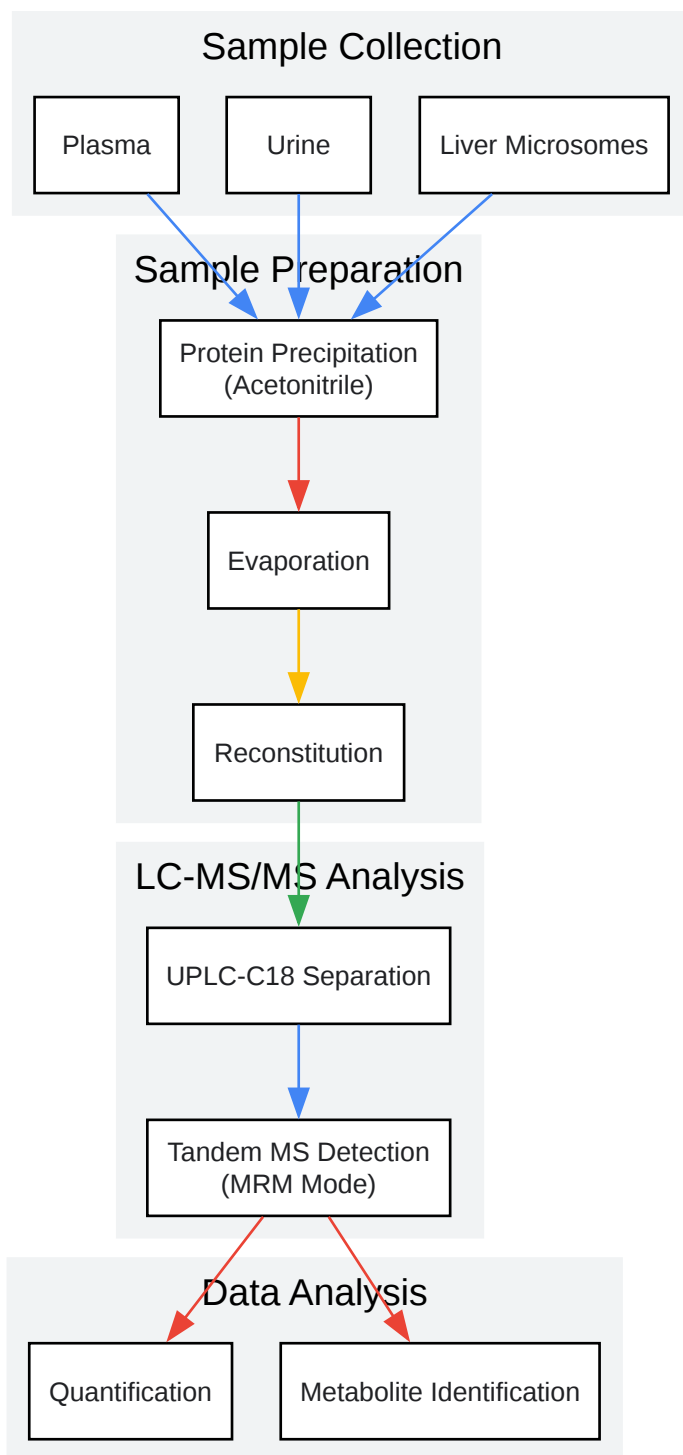 Sample Collection
Plasma
Urine
Liver Microsomes
Sample Preparation
Protein Precipitation
(Acetonitrile)
Evaporation
Reconstitution
LC-MS/MS Analysis
UPLC-C18 Separation
Tandem MS Detection
(MRM Mode)
Data Analysis
Quantification
Metabolite Identification